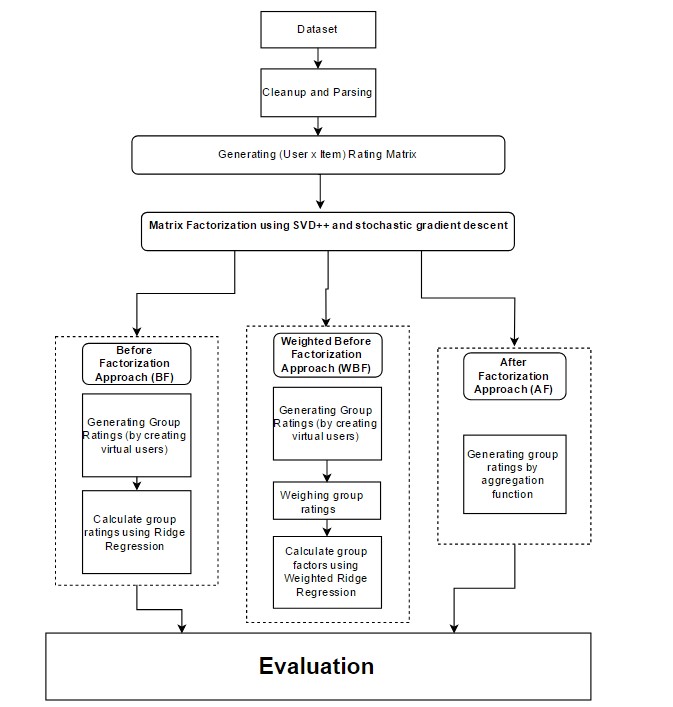 Dataset
Cleanup and Parsing
Generating (User x Item) Rating Matrix
Matrix Factorization using SVD++ and stochastic gradient descent
Before
Factorization
Approach (BF)
Generating Group
Ratings (by creating
virtual users)
Calculate group
ratings using Ridge
Regression
Weighted Before
Factorization
Approach (WBF)
Generating Group
Ratings (by creating
virtual users)
Weighing group
ratings
Calculate group
factors using
Weighted Ridge
Regression
After
Factorization
Approach (AF)
Generating group
ratings by
aggregation
function
Evaluation